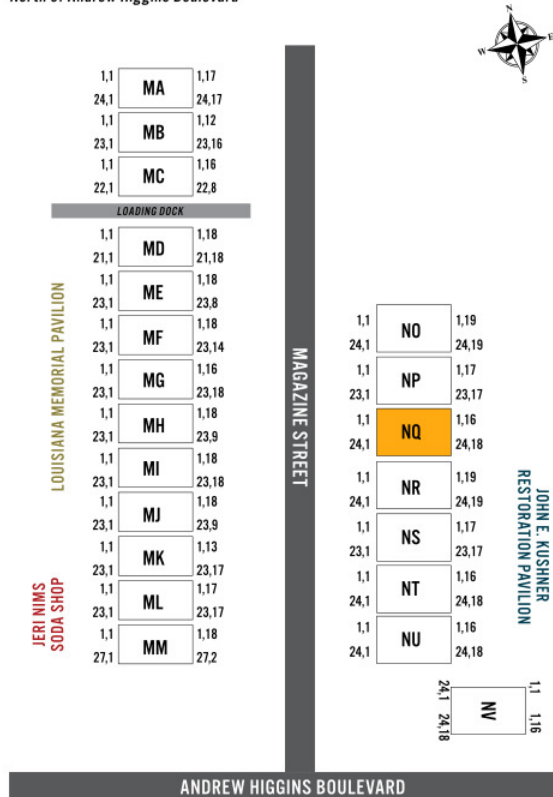 North of Andrew Higgins Boulevard
N
W E
S
1,1 MA 1,17
24,1 24,17
1,1 MB 1,12
23,1 23,16
1,1 MC 1,16
22,1 22,8
LOADING DOCK
1,1 MD 1,18
21,1 21,18
1,1 ME 1,18
23,1 23,8
1,1 MF 1,18
23,1 23,14
1,1 MG 1,16
23,1 23,18
1,1 MH 1,18
23,1 23,9
1,1 MI 1,18
23,1 23,18
1,1 MJ 1,18
23,1 23,9
1,1 MK 1,13
23,1 23,17
1,1 ML 1,17
23,1 23,17
1,1 MM 1,18
27,1 27,2
LOUISIANA MEMORIAL PAVILION
JERI NIMS
SODA SHOP
MAGAZINE STREET
1,1 NO 1,19
24,1 24,19
1,1 NP 1,17
23,1 23,17
1,1 NQ 1,16
24,1 24,18
1,1 NR 1,19
24,1 24,19
1,1 NS 1,17
23,1 23,17
1,1 NT 1,16
24,1 24,18
1,1 NU 1,16
24,1 24,18
JOHN E. KUSHNER
RESTORATION PAVILION
1,1 1,16
NV
24,1 24,18
ANDREW HIGGINS BOULEVARD